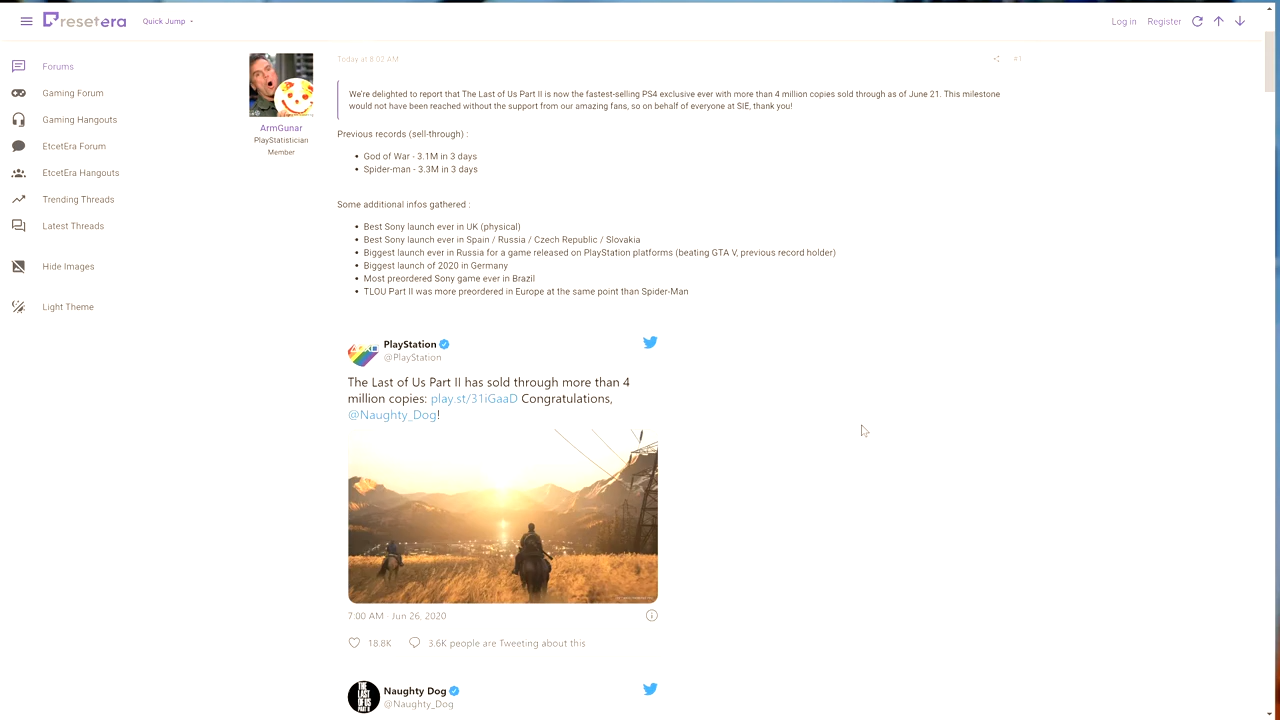 resetera
Quick Jump
Log in
Register
Forums
Gaming Forum
Gaming Hangouts
EtcetEra Forum
EtcetEra Hangouts
Trending Threads
Latest Threads
Hide Images
Light Theme
ArmGunar
PlayStatistician
Member
Today at 8:02 AM
#1
We're delighted to report that The Last of Us Part II is now the fastest-selling PS4 exclusive ever with more than 4 million copies sold through as of June 21. This milestone
would not have been reached without the support from our amazing fans, so on behalf of everyone at SIE, thank you!
Previous records (sell-through) :
• God of War - 3.1M in 3 days
• Spider-man - 3.3M in 3 days
Some additional infos gathered :
• Best Sony launch ever in UK (physical)
• Best Sony launch ever in Spain / Russia / Czech Republic / Slovakia
• Biggest launch ever in Russia for a game released on PlayStation platforms (beating GTA V, previous record holder)
• Biggest launch of 2020 in Germany
• Most preordered Sony game ever in Brazil
• TLOU Part II was more preordered in Europe at the same point than Spider-Man
PlayStation
@PlayStation
The Last of Us Part II has sold through more than 4
million copies: play.st/31iGaaD Congratulations,
@Naughty_Dog!
7:00 AM · Jun 26, 2020
18.8K
3.6K people are Tweeting about this
THE LAST OF US PART II
Naughty Dog
@Naughty_Dog